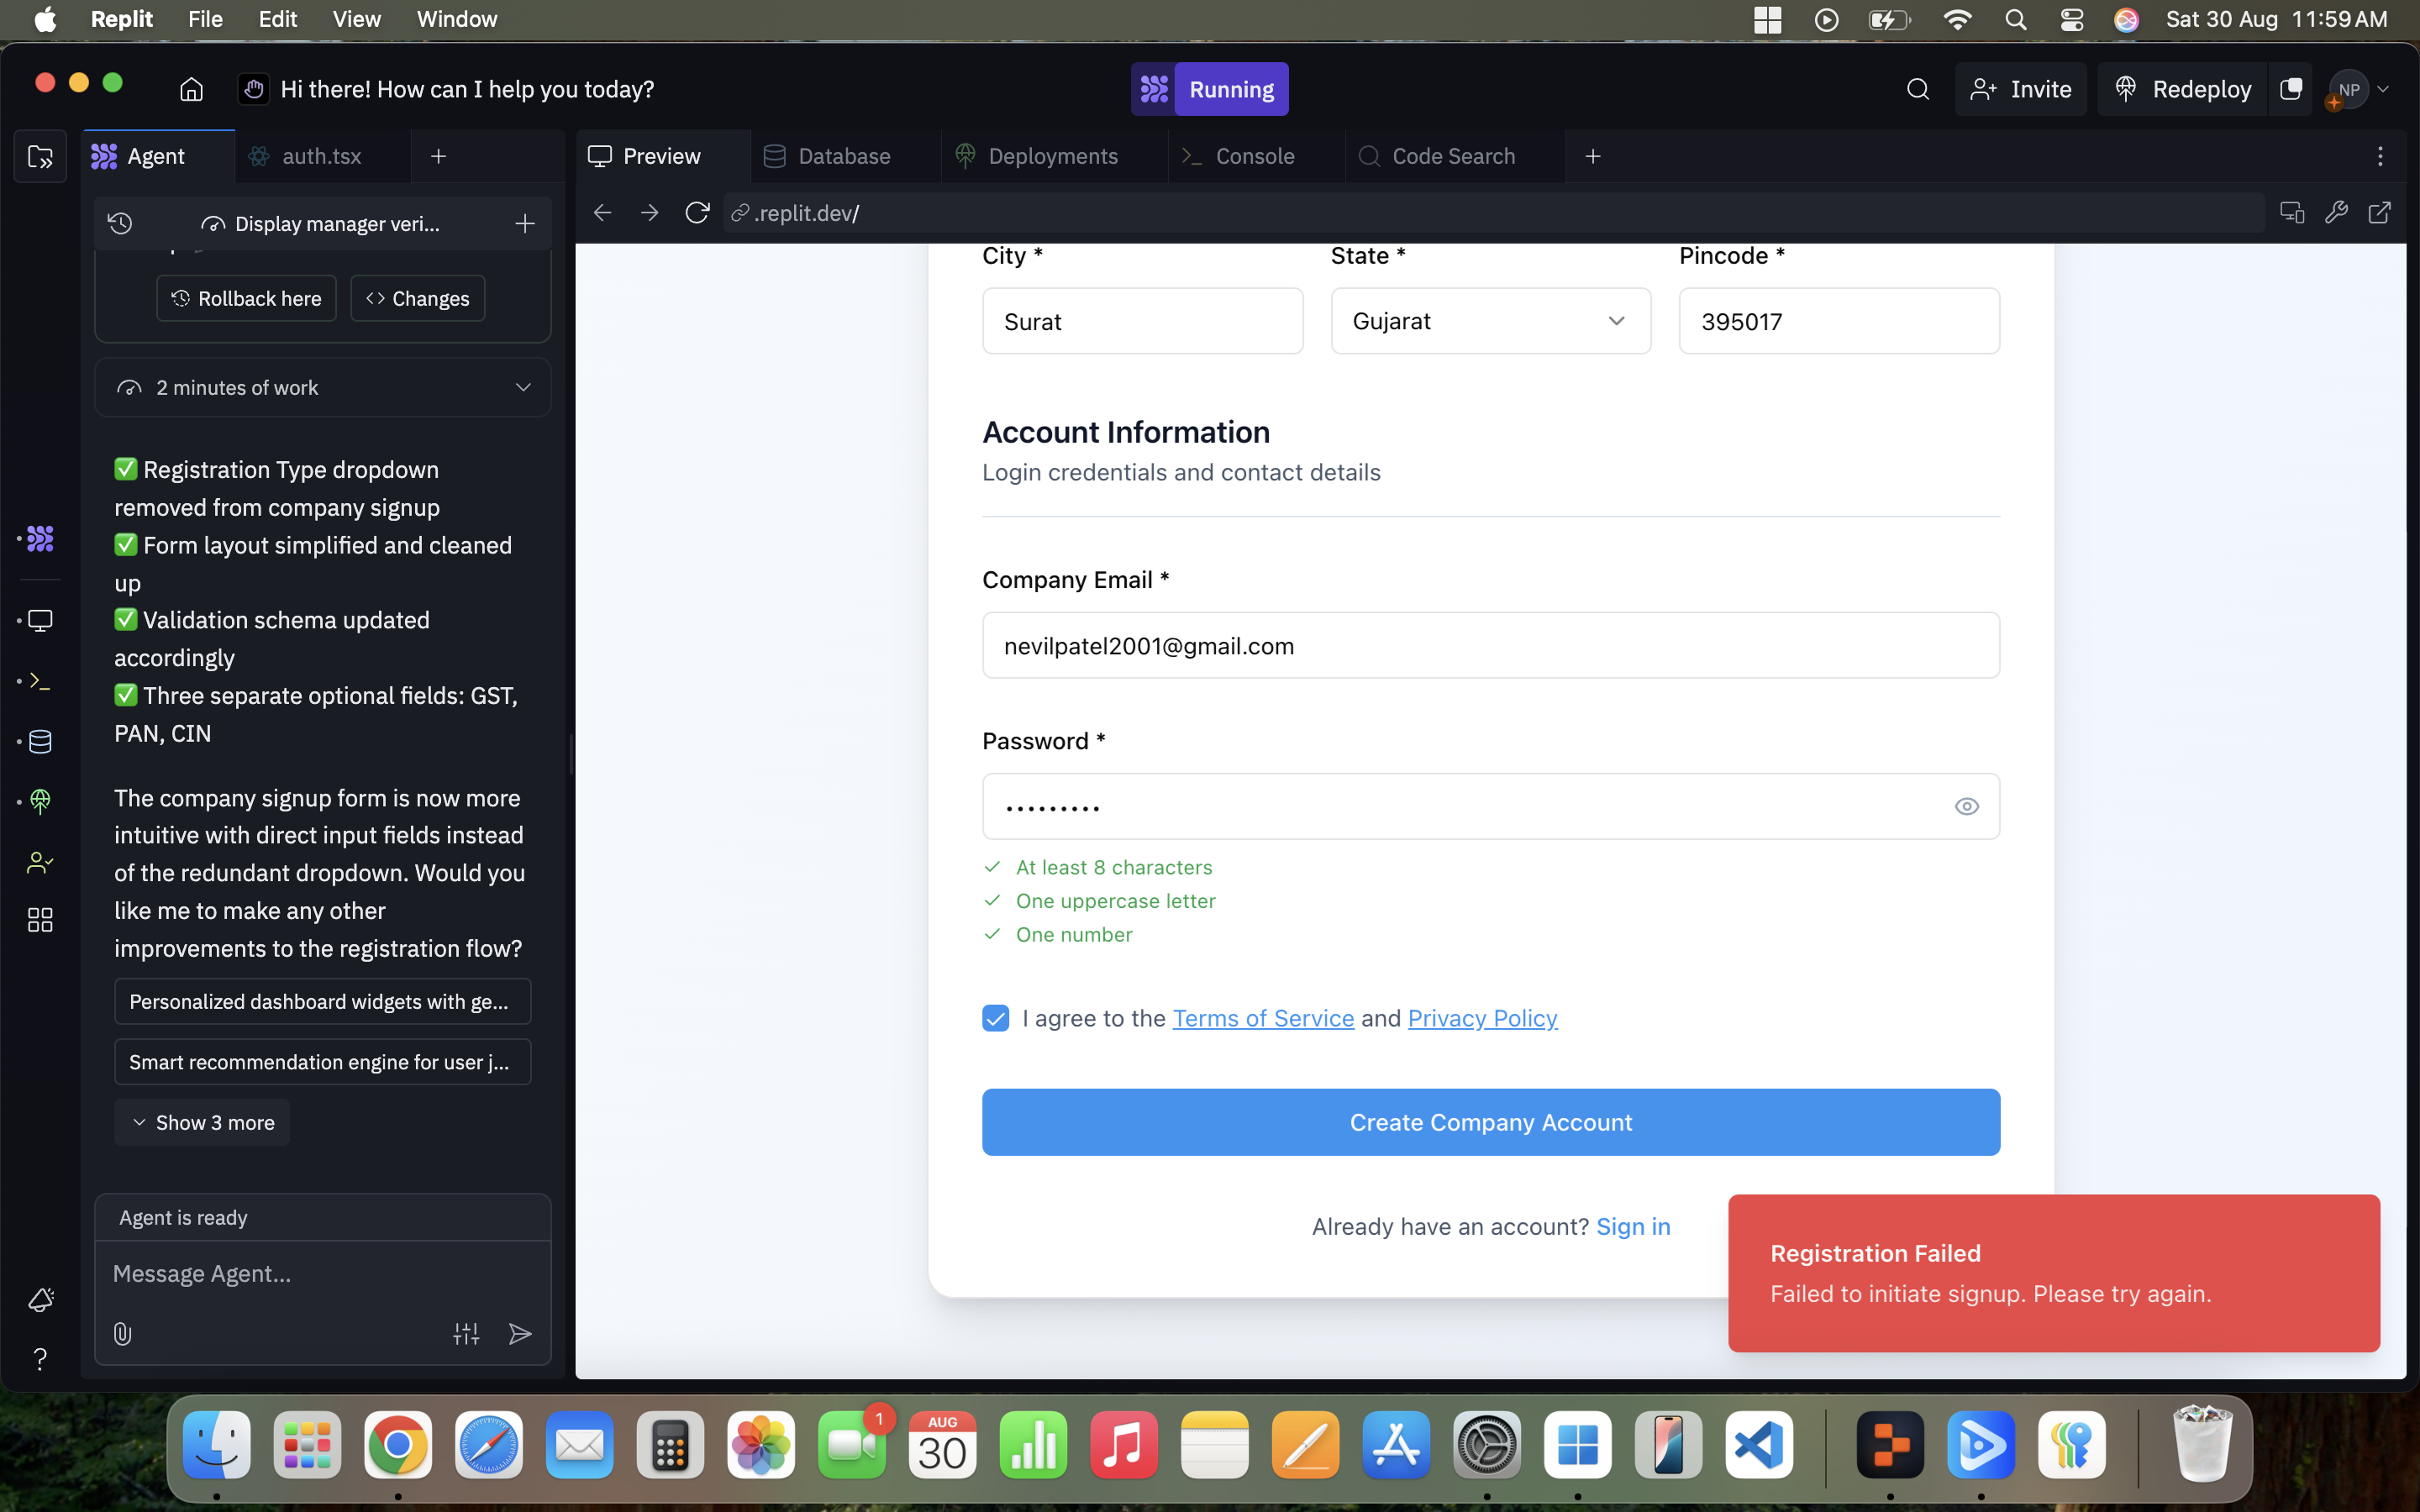 Replit File Edit View Window
Sat 30 Aug 11:59 AM
Hi there! How can I help you today?
Running
Invite
Redeploy
NP
Agent
auth.tsx
Preview
Database
Deployments
Console
Code Search
Display manager veri...
.replit.dev/
Rollback here
Changes
2 minutes of work
✅ Registration Type dropdown
removed from company signup
✅ Form layout simplified and cleaned
up
✅ Validation schema updated
accordingly
✅ Three separate optional fields: GST,
PAN, CIN
The company signup form is now more
intuitive with direct input fields instead
of the redundant dropdown. Would you
like me to make any other
improvements to the registration flow?
Personalized dashboard widgets with ge...
Smart recommendation engine for user j...
Show 3 more
Agent is ready
Message Agent...
City * State * Pincode *
Surat Gujarat 395017
Account Information
Login credentials and contact details
Company Email *
nevilpatel2001@gmail.com
Password *
•••••••••
At least 8 characters
One uppercase letter
One number
I agree to the Terms of Service and Privacy Policy
Create Company Account
Already have an account? Sign in
Registration Failed
Failed to initiate signup. Please try again.
1
AUG
30